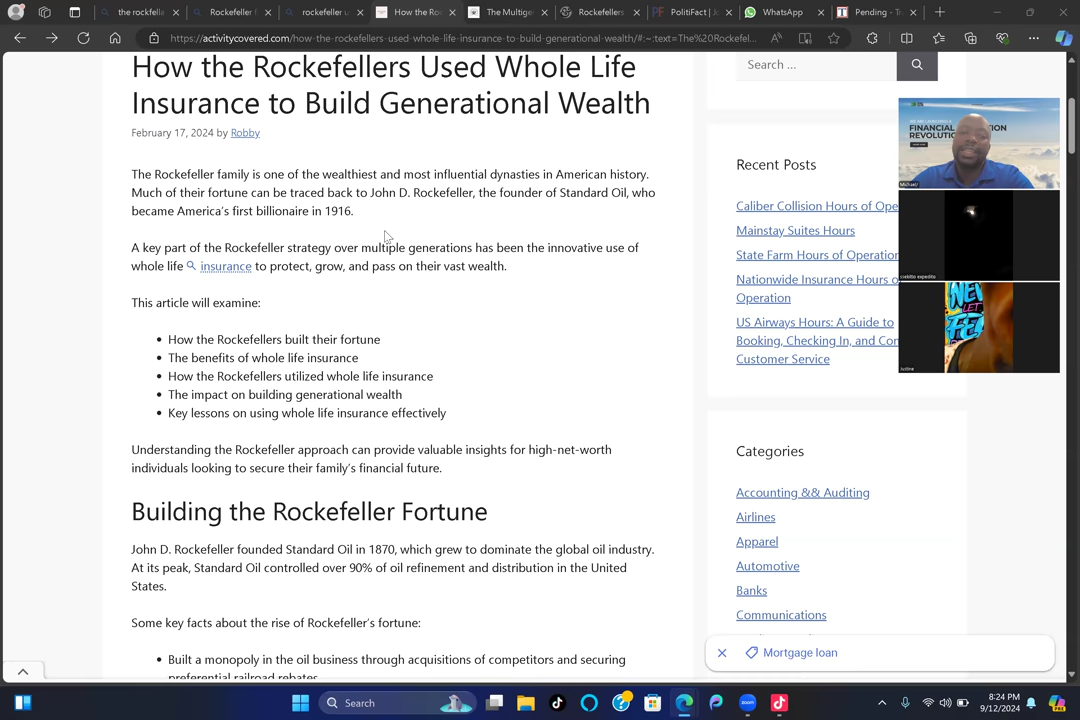 the rockfella
Rockefeller f
rockefeller u
How the Roc
The Multige
Rockefellers
PolitiFact | Jo
WhatsApp
Pending - Tr
https://activitycovered.com/how-the-rockefellers-used-whole-life-insurance-to-build-generational-wealth/#:~:text=The%20Rockefel...
How the Rockefellers Used Whole Life
Insurance to Build Generational Wealth
February 17, 2024 by Robby
The Rockefeller family is one of the wealthiest and most influential dynasties in American history.
Much of their fortune can be traced back to John D. Rockefeller, the founder of Standard Oil, who
became America's first billionaire in 1916.
A key part of the Rockefeller strategy over multiple generations has been the innovative use of
whole life insurance to protect, grow, and pass on their vast wealth.
This article will examine:
• How the Rockefellers built their fortune
• The benefits of whole life insurance
• How the Rockefellers utilized whole life insurance
• The impact on building generational wealth
• Key lessons on using whole life insurance effectively
Understanding the Rockefeller approach can provide valuable insights for high-net-worth
individuals looking to secure their family's financial future.
Building the Rockefeller Fortune
John D. Rockefeller founded Standard Oil in 1870, which grew to dominate the global oil industry.
At its peak, Standard Oil controlled over 90% of oil refinement and distribution in the United
States.
Some key facts about the rise of Rockefeller's fortune:
• Built a monopoly in the oil business through acquisitions of competitors and securing
preferential railroad rebates
Search ...
Recent Posts
Caliber Collision Hours of Ope
Mainstay Suites Hours
State Farm Hours of Operation
Nationwide Insurance Hours o
Operation
US Airways Hours: A Guide to
Booking, Checking In, and Con
Customer Service
Categories
Accounting && Auditing
Airlines
Apparel
Automotive
Banks
Communications
Mortgage loan
WE ARE LAUNCHING A
FINANCIAL
ION
REVOLUTI
Michael
expedito
NEV
LET
FEE
Justine
Search
8:24 PM
9/12/2024